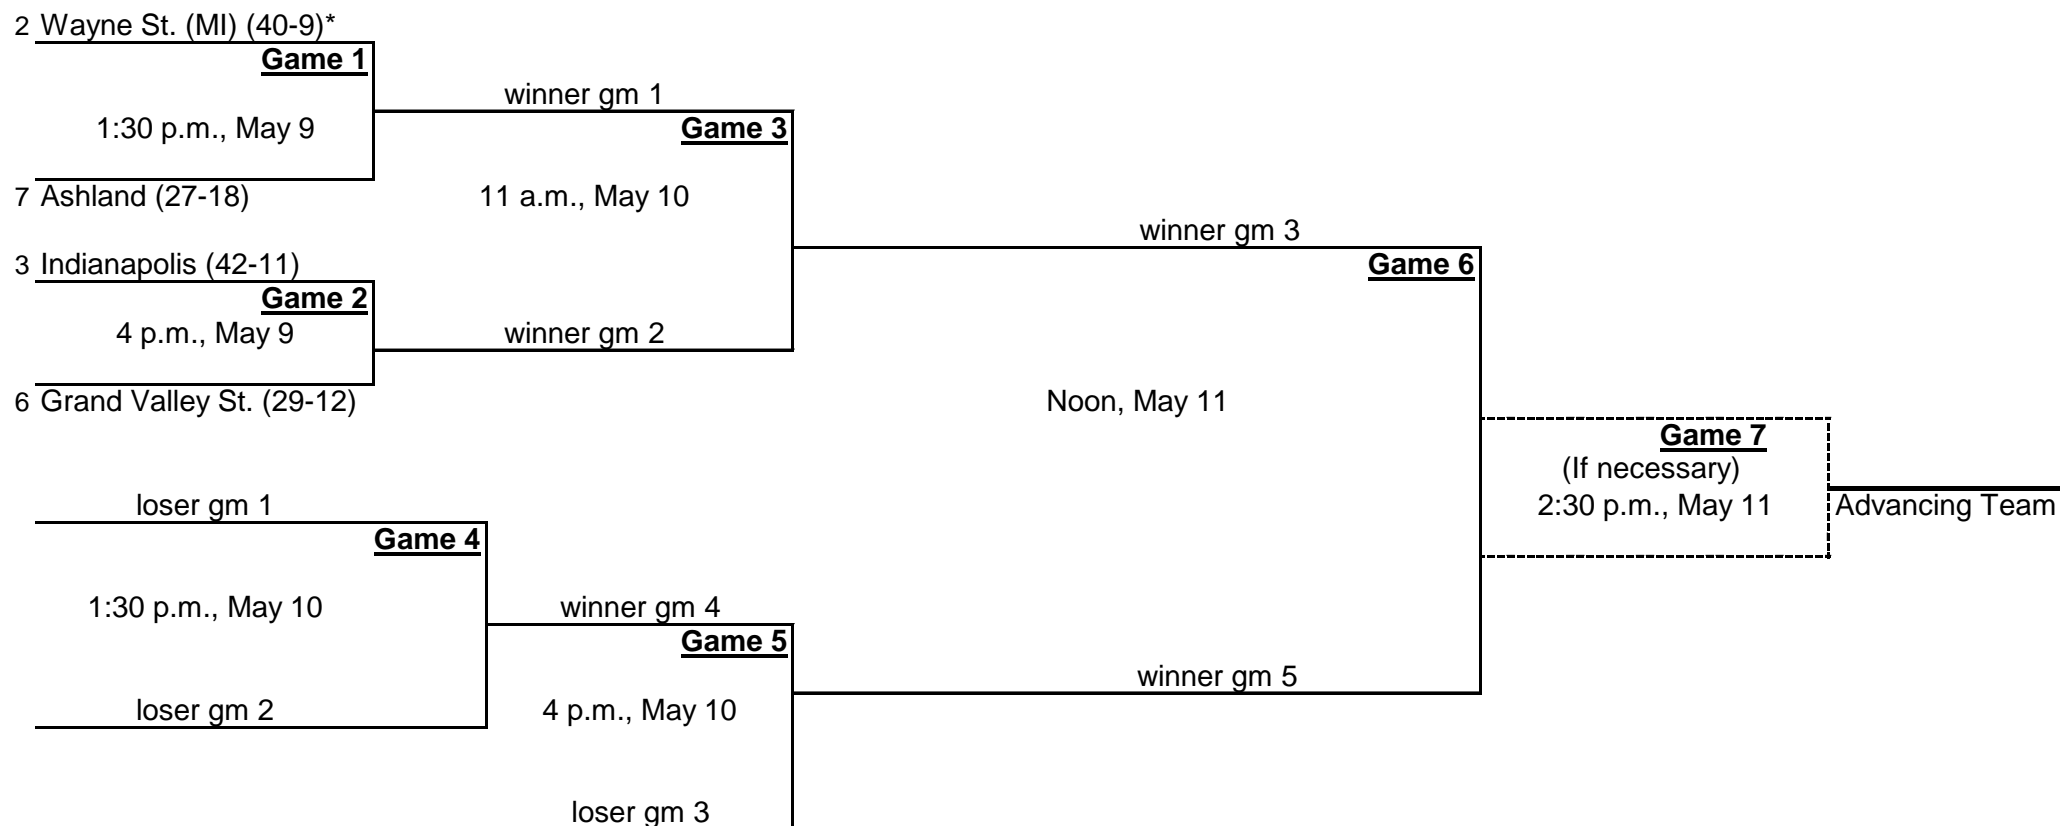 2 Wayne St. (MI) (40-9)*
Game 1
1:30 p.m., May 9
7 Ashland (27-18)
winner gm 1
Game 3
11 a.m., May 10
3 Indianapolis (42-11)
Game 2
4 p.m., May 9
6 Grand Valley St. (29-12)
winner gm 2
winner gm 3
Game 6
Noon, May 11
Game 7
(If necessary)
2:30 p.m., May 11
Advancing Team
loser gm 1
Game 4
1:30 p.m., May 10
loser gm 2
winner gm 4
Game 5
4 p.m., May 10
loser gm 3
winner gm 5